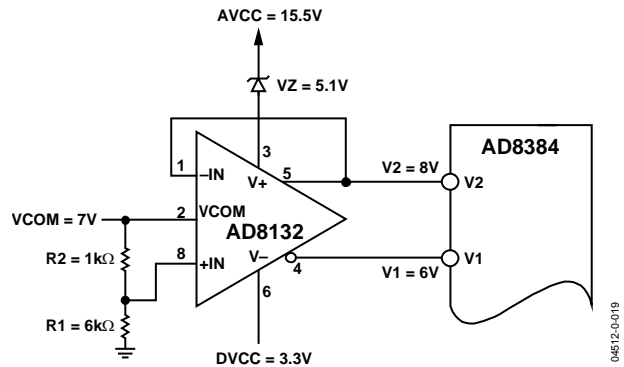 AVCC = 15.5V
VZ = 5.1V
AD8384
3
1
–IN
5
V2 = 8V
V+
V2
VCOM = 7V
2
VCOM
AD8132
R2 = 1kΩ
8
+IN
V–
4
V1 = 6V
V1
6
R1 = 6kΩ
DVCC = 3.3V
04512-0-019